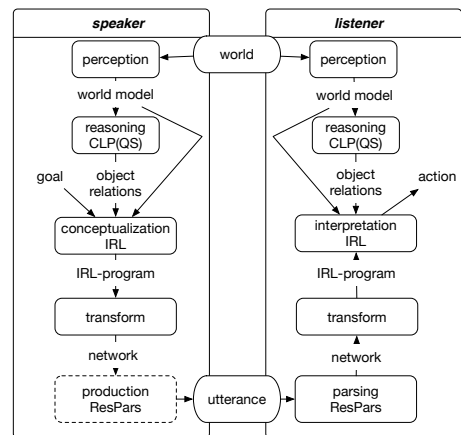 speaker
listener
perception
world
perception
world model
world model
reasoning
CLP(QS)
reasoning
CLP(QS)
goal
object
relations
object
relations
action
conceptualization
IRL
interpretation
IRL
IRL-program
IRL-program
transform
transform
network
network
production
ResPars
utterance
parsing
ResPars